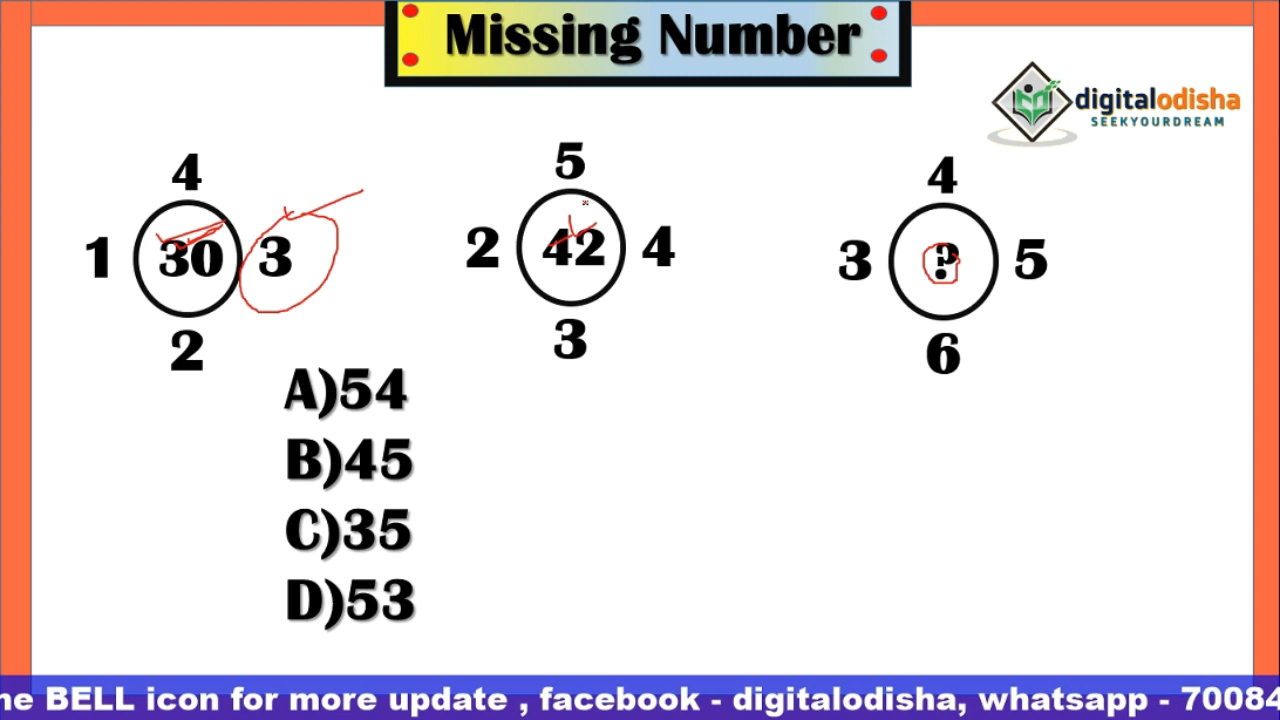 Missing Number
digitalodisha
SEEKYOURDREAM
4 5 4
1 30 3 2 42 4 3 ? 5
2 3 6
A)54
B)45
C)35
D)53
he BELL icon for more update , facebook - digitalodisha, whatsapp - 70084